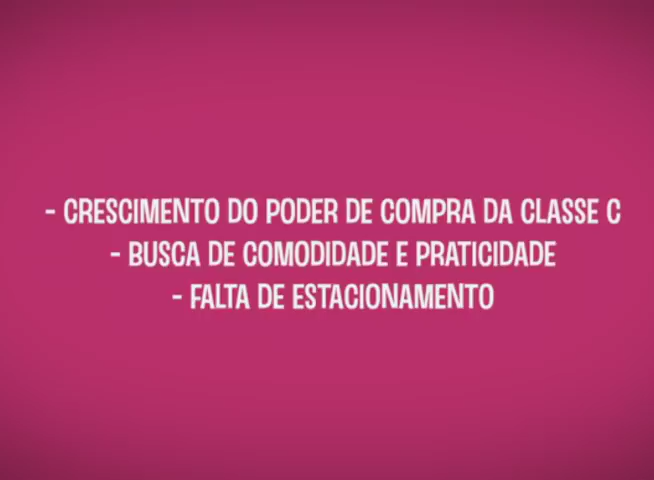 - CRESCIMENTO DO PODER DE COMPRA DA CLASSE C
- BUSCA DE COMODIDADE E PRATICIDADE
- FALTA DE ESTACIONAMENTO